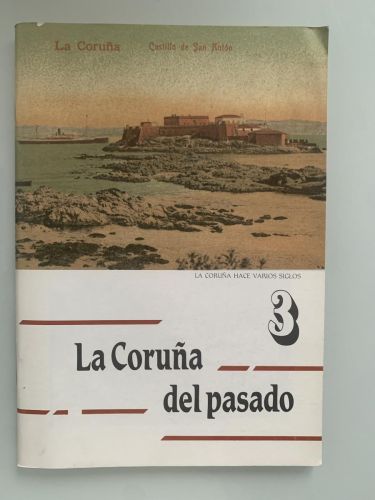 La Coruña Castillo de San Antón
LA CORUÑA HACE VARIOS SIGLOS
3
La Coruña
del pasado